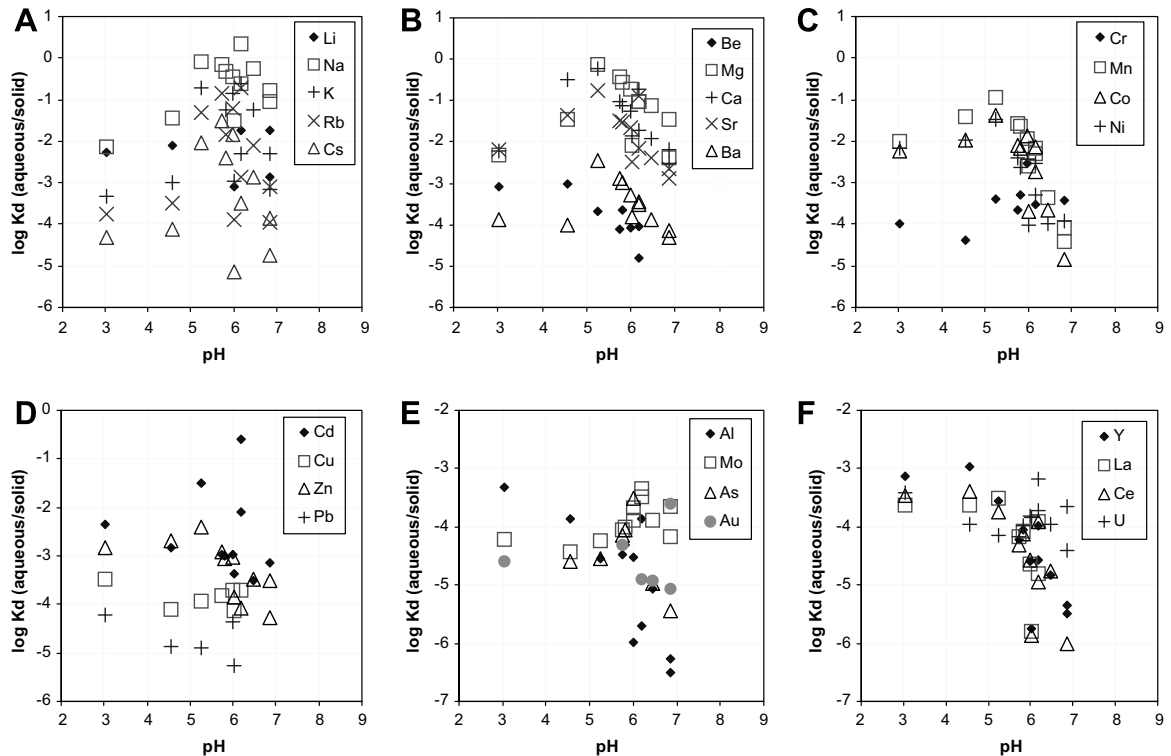 A
log Kd (aqueous/solid)
1
0
-1
-2
-3
-4
-5
-6
2 3 4 5 6 7 8 9
pH
Li
Na
K
Rb
Cs
B
log Kd (aqueous/solid)
1
0
-1
-2
-3
-4
-5
-6
2 3 4 5 6 7 8 9
pH
Be
Mg
Ca
Sr
Ba
C
log Kd (aqueous/solid)
1
0
-1
-2
-3
-4
-5
-6
2 3 4 5 6 7 8 9
pH
Cr
Mn
Co
Ni
D
log Kd (aqueous/solid)
0
-1
-2
-3
-4
-5
-6
2 3 4 5 6 7 8 9
pH
Cd
Cu
Zn
Pb
E
log Kd (aqueous/solid)
-2
-3
-4
-5
-6
-7
2 3 4 5 6 7 8 9
pH
Al
Mo
As
Au
F
log Kd (aqueous/solid)
-2
-3
-4
-5
-6
-7
2 3 4 5 6 7 8 9
pH
Y
La
Ce
U